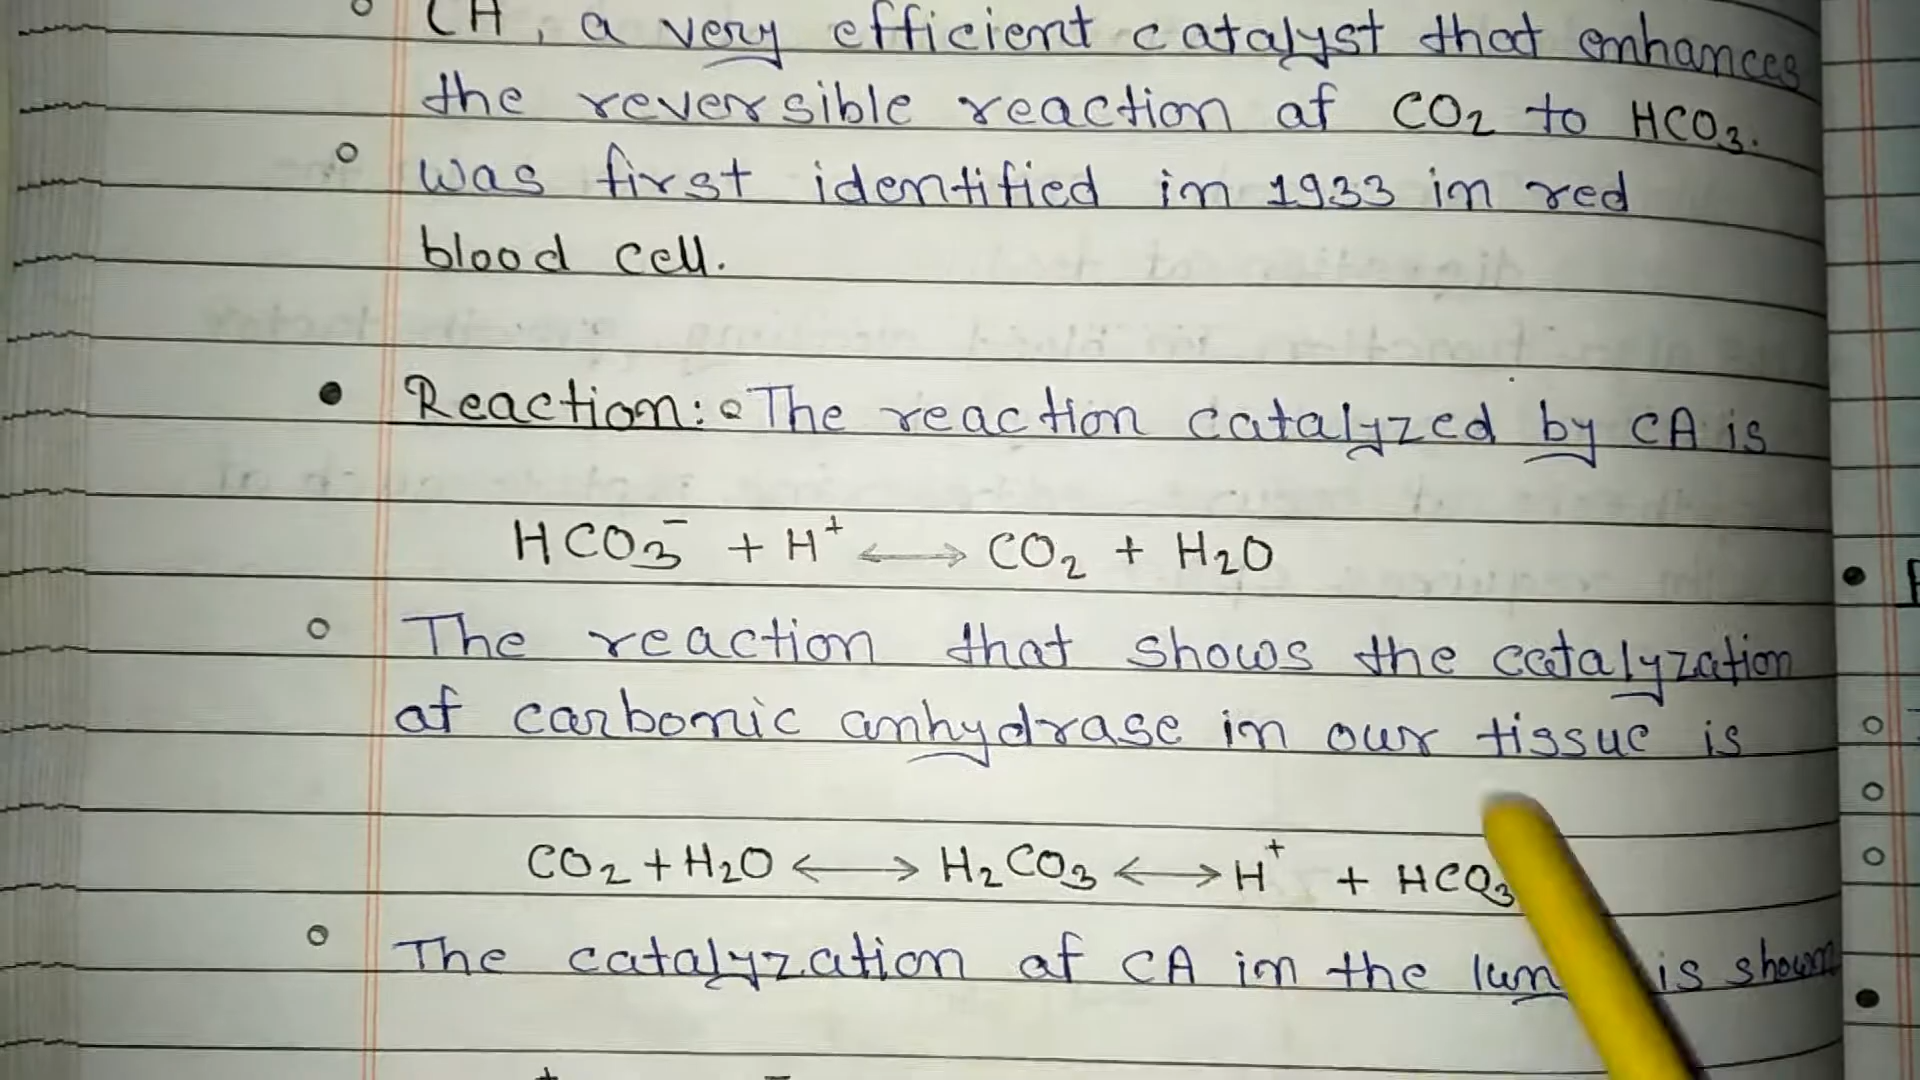 CA, a very efficient catalyst that enhances
the reversible reaction of CO₂ to HCO₃.
was first identified in 1933 in red
blood cell.
Reaction: The reaction catalyzed by CA is
HCO₃⁻ + H⁺ ⟷ CO₂ + H₂O
The reaction that shows the catalyzation
of carbonic anhydrase in our tissue is
CO₂ + H₂O ⟷ H₂CO₃ ⟷ H⁺ + HCO₃
The catalyzation of CA in the is shown